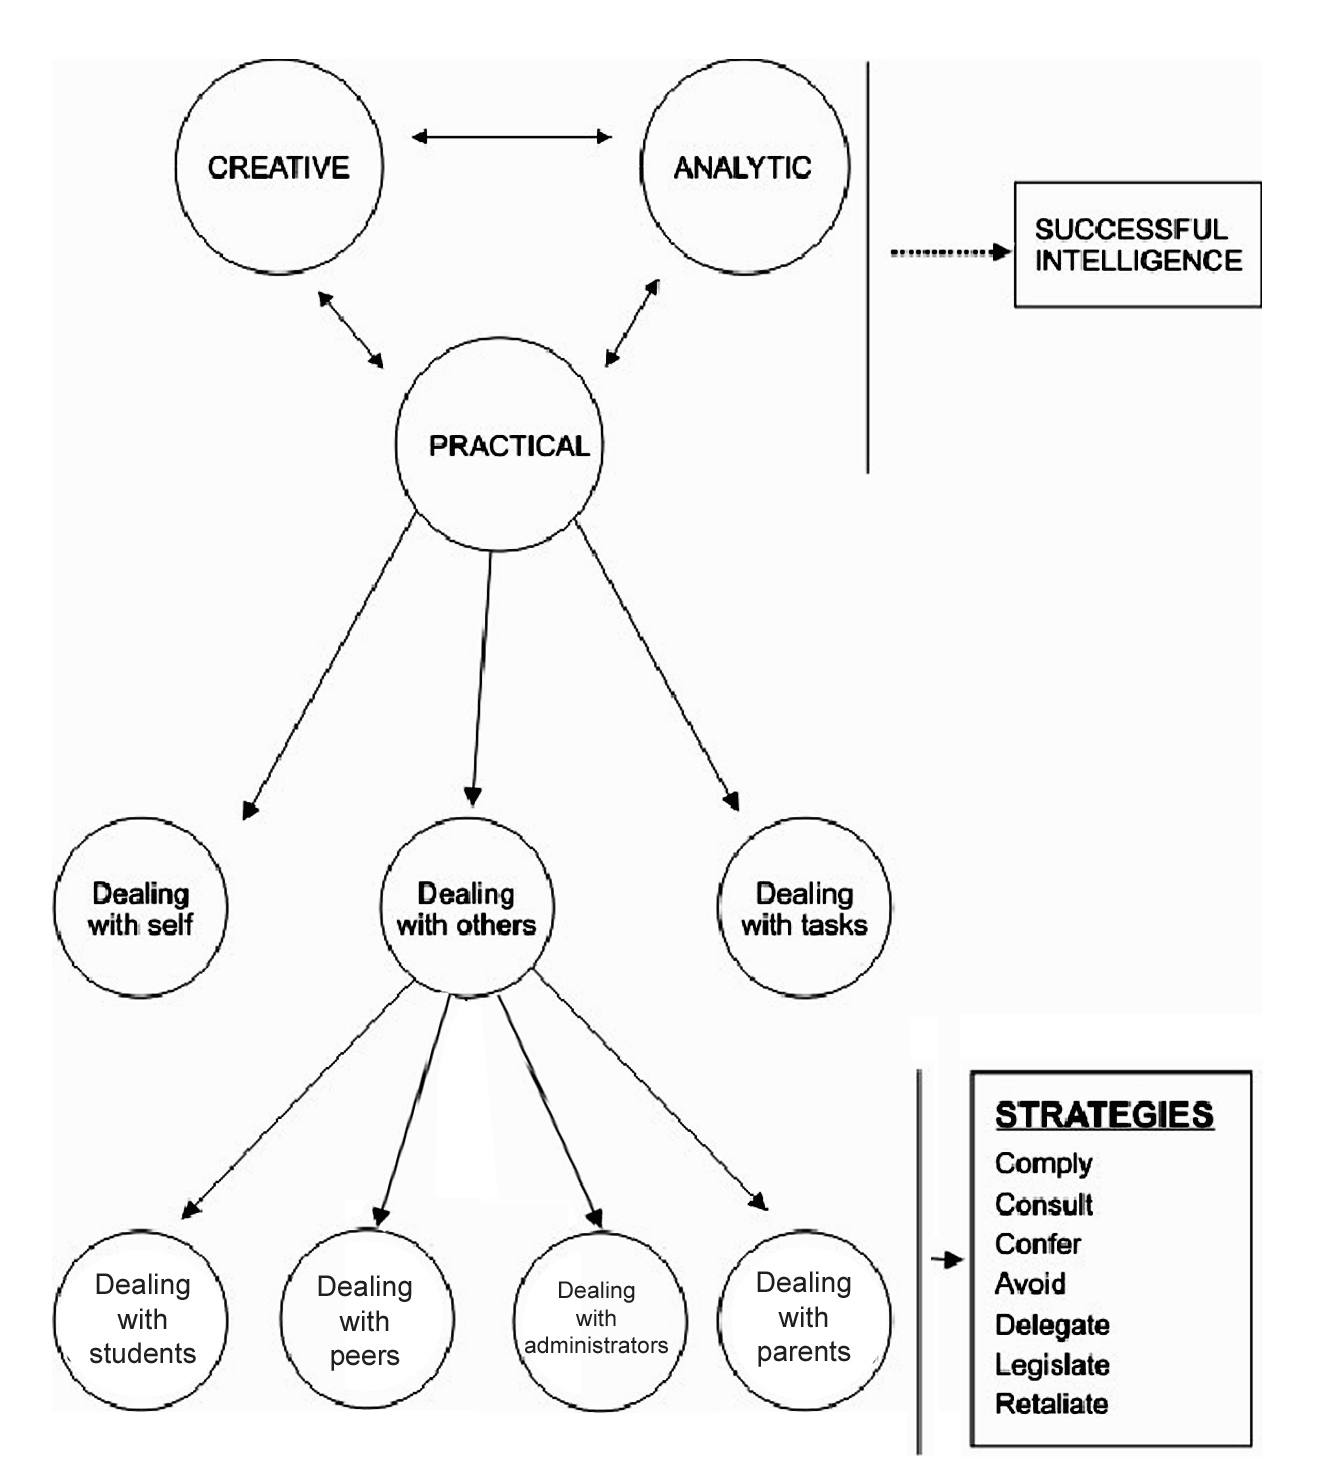 CREATIVE
ANALYTIC
SUCCESSFUL
INTELLIGENCE
PRACTICAL
Dealing
with self
Dealing
with others
Dealing
with tasks
Dealing
with
students
Dealing
with
peers
Dealing
with
administrators
Dealing
with
parents
STRATEGIES
Comply
Consult
Confer
Avoid
Delegate
Legislate
Retaliate